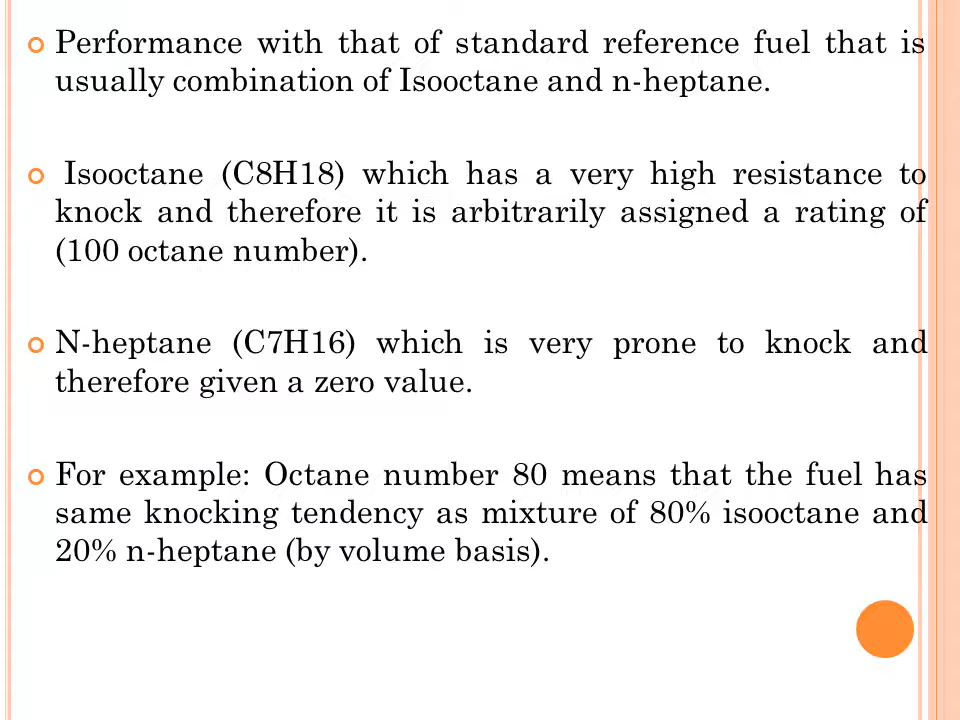 Performance with that of standard reference fuel that is
usually combination of Isooctane and n-heptane.
Isooctane (C8H18) which has a very high resistance to
knock and therefore it is arbitrarily assigned a rating of
(100 octane number).
N-heptane (C7H16) which is very prone to knock and
therefore given a zero value.
For example: Octane number 80 means that the fuel has
same knocking tendency as mixture of 80% isooctane and
20% n-heptane (by volume basis).